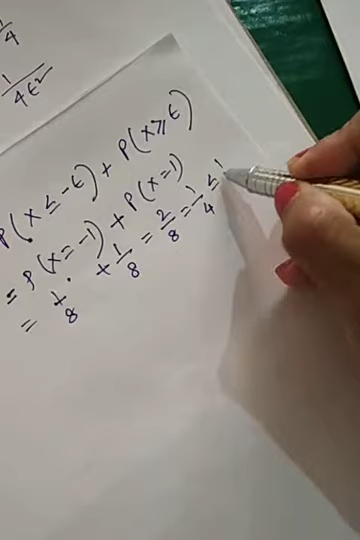 1/4
1/4ϵ²
P(X ≤ -ϵ) + P(X ≥ ϵ)
= P(X = -1) + P(X = 1)
= 1/8 + 1/8 = 2/8 = 1/4 ≤